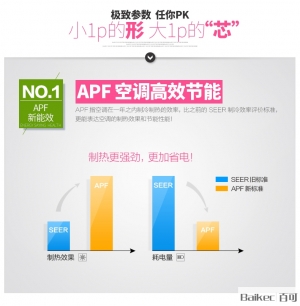 极致参数 任你PK
小1p的形 大1p的“芯”
NO.1
APF
新能效
APF 空调高效节能
APF 指空调在一年之内制冷制热的效果，比之前的 SEER 制冷效果评价标准，
更能表达空调的制热效果和节能性能！
制热更强劲，更加省电！
SEER 旧标准
APF 新标准
SEER
APF
SEER
APF
制热效果
耗电量
Baikec 百可